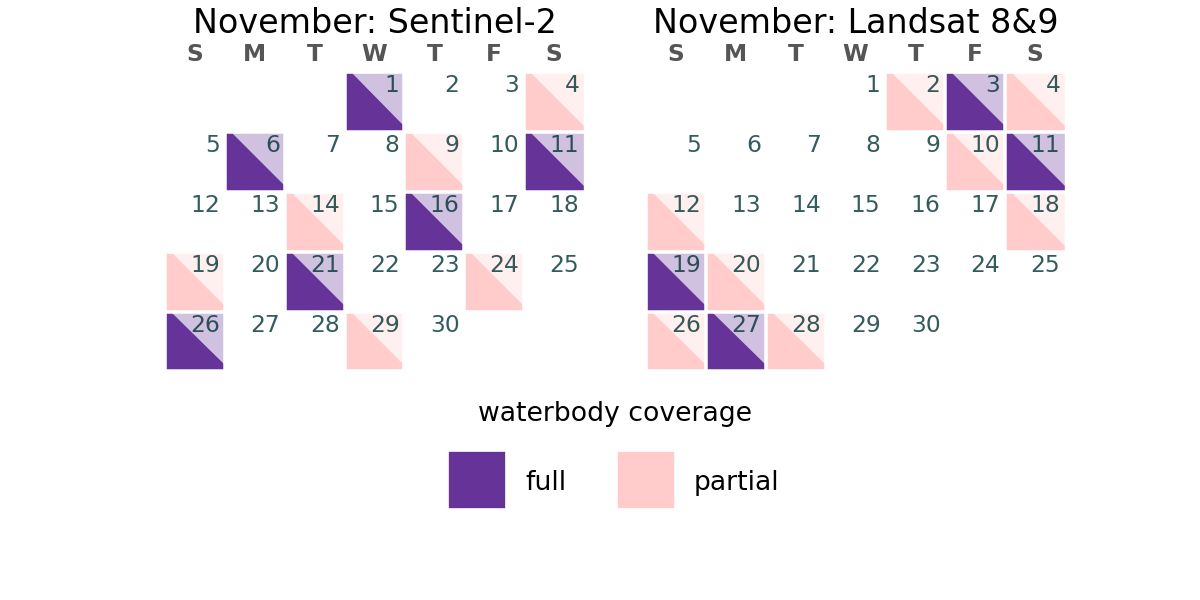 November: Sentinel-2
S M T W T F S
1 2 3 4
5 6 7 8 9 10 11
12 13 14 15 16 17 18
19 20 21 22 23 24 25
26 27 28 29 30
November: Landsat 8&9
S M T W T F S
1 2 3 4
5 6 7 8 9 10 11
12 13 14 15 16 17 18
19 20 21 22 23 24 25
26 27 28 29 30
waterbody coverage
full partial